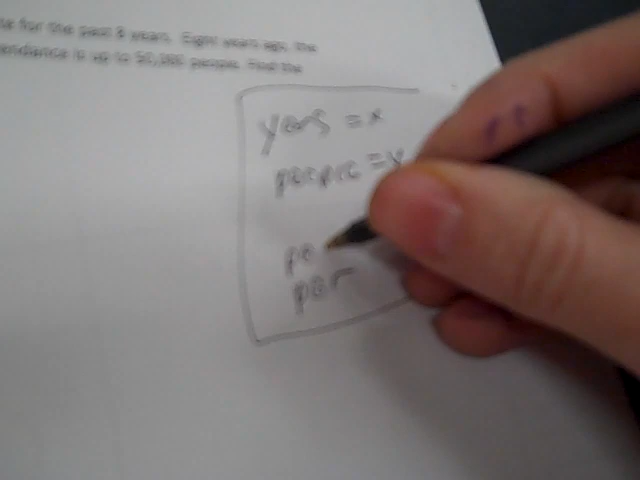 te for the past 8 years. Eight years ago, the
endance is up to 50,000 people. Find the
years = x
people = y
pe
per